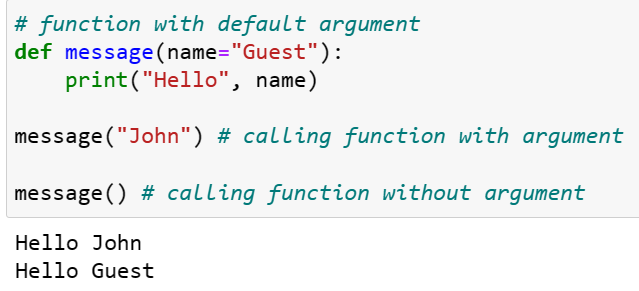 # function with default argument
def message(name="Guest"):
    print("Hello", name)
message("John") # calling function with argument
message() # calling function without argument
Hello John
Hello Guest